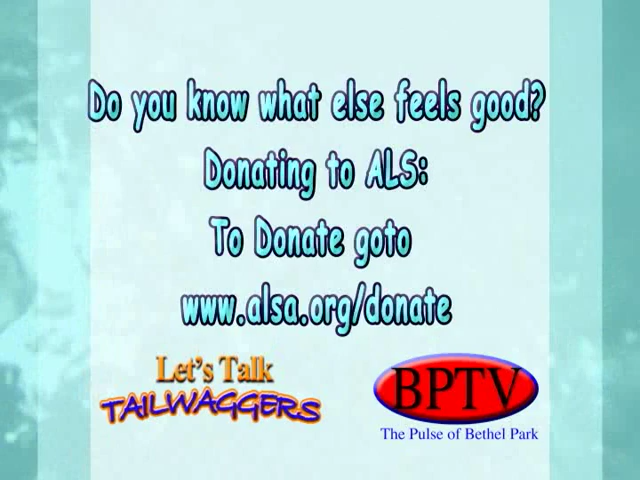 Do you know what else feels good?
Donating to ALS:
To Donate goto
www.alsa.org/donate
Let's Talk
TAILWAGGERS
BPTV
The Pulse of Bethel Park